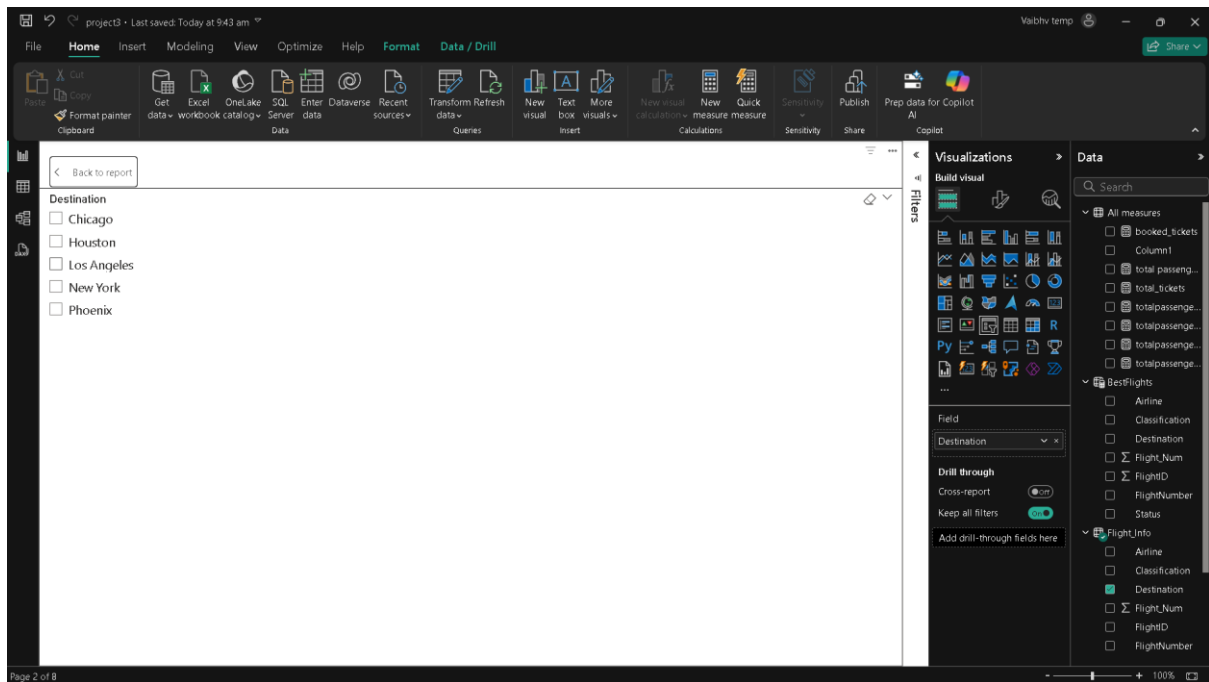 project3 • Last saved: Today at 9:43 am
Vaibhv temp
File Home Insert Modeling View Optimize Help Format Data / Drill
Share
Paste
Cut
Copy
Format painter
Clipboard
Get data
Excel workbook
OneLake catalog
SQL Server
Enter data
Dataverse
Recent sources
Data
Transform data
Refresh
Queries
New visual
Text box
More visuals
Insert
New visual calculation
New measure
Quick measure
Calculations
Sensitivity
Sensitivity
Publish
Share
Prep data for AI
Copilot
Copilot
Back to report
Destination
Chicago
Houston
Los Angeles
New York
Phoenix
Filters
Visualizations
Build visual
R
Py
Field
Destination
Drill through
Cross-report
Off
Keep all filters
On
Add drill-through fields here
Data
Search
All measures
booked_tickets
Column1
total passeng...
total_tickets
totalpassenge...
totalpassenge...
totalpassenge...
totalpassenge...
BestFlights
Airline
Classification
Destination
Flight_Num
FlightID
FlightNumber
Status
Flight_Info
Airline
Classification
Destination
Flight_Num
FlightID
FlightNumber
Page 2 of 8
100%